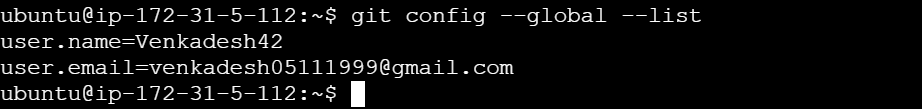 ubuntu@ip-172-31-5-112:~$ git config --global --list
user.name=Venkadesh42
user.email=venkadesh05111999@gmail.com
ubuntu@ip-172-31-5-112:~$